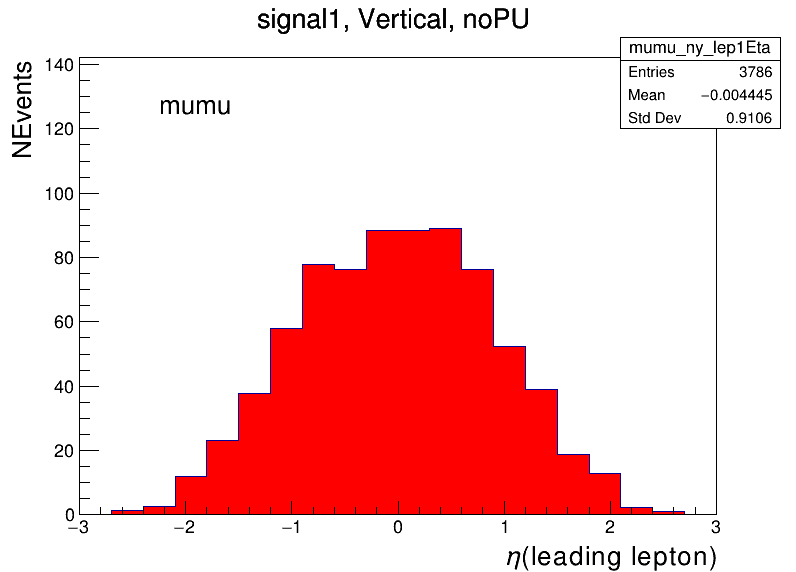 signal1, Vertical, noPU
mumu_ny_lep1Eta
Entries 3786
Mean −0.004445
Std Dev 0.9106
NEvents
mumu
140
120
100
80
60
40
20
0
−3 −2 −1 0 1 2 3
η(leading lepton)